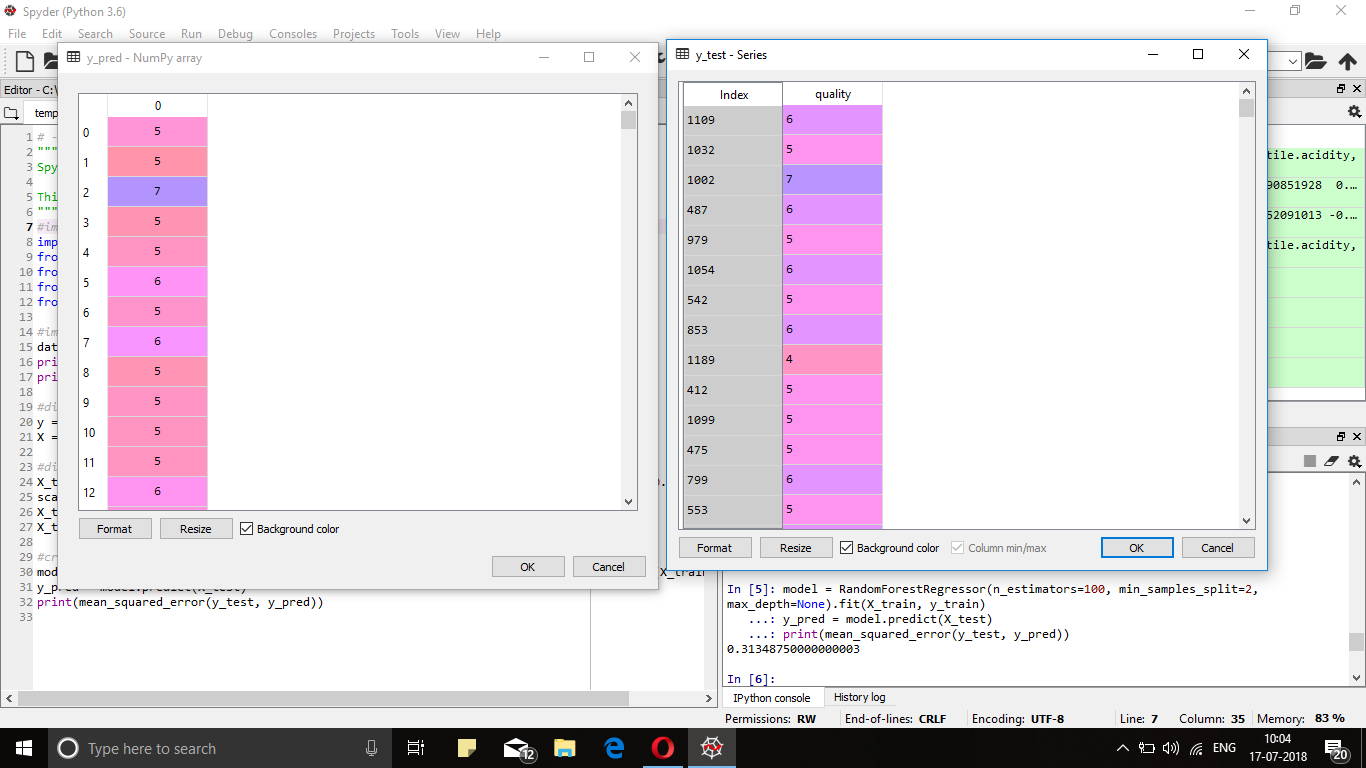 Spyder (Python 3.6)
File Edit Search Source Run Debug Consoles Projects Tools View Help
y_pred - NumPy array
0
0 5
1 5
2 7
3 5
4 5
5 6
6 5
7 6
8 5
9 5
10 5
11 5
12 6
Format Resize Background color
OK Cancel
y_test - Series
Index quality
1109 6
1032 5
1002 7
487 6
979 5
1054 6
542 5
853 6
1189 4
412 5
1099 5
475 5
799 6
553 5
Format Resize Background color Column min/max OK Cancel
Editor - C:\
temp
1 # -
2 """
3 Spy
4
5 Thi
6 """
7 #im
8 imp
9 fro
10 fro
11 fro
12 fro
13
14 #im
15 dat
16 pri
17 pri
18
19 #di
20 y =
21 X =
22
23 #di
24 X_t
25 sca
26 X_t
27 X_t
28
29 #cr
30 mod X_train
31 y_pred = model.predict(X_test)
32 print(mean_squared_error(y_test, y_pred))
33
tile.acidity,
90851928 0.…
52091013 -0.…
tile.acidity,
In [5]: model = RandomForestRegressor(n_estimators=100, min_samples_split=2,
max_depth=None).fit(X_train, y_train)
...: y_pred = model.predict(X_test)
...: print(mean_squared_error(y_test, y_pred))
0.31348750000000003
In [6]:
IPython console History log
Permissions: RW End-of-lines: CRLF Encoding: UTF-8 Line: 7 Column: 35 Memory: 83 %
Type here to search 12 ENG 10:04
17-07-2018 20